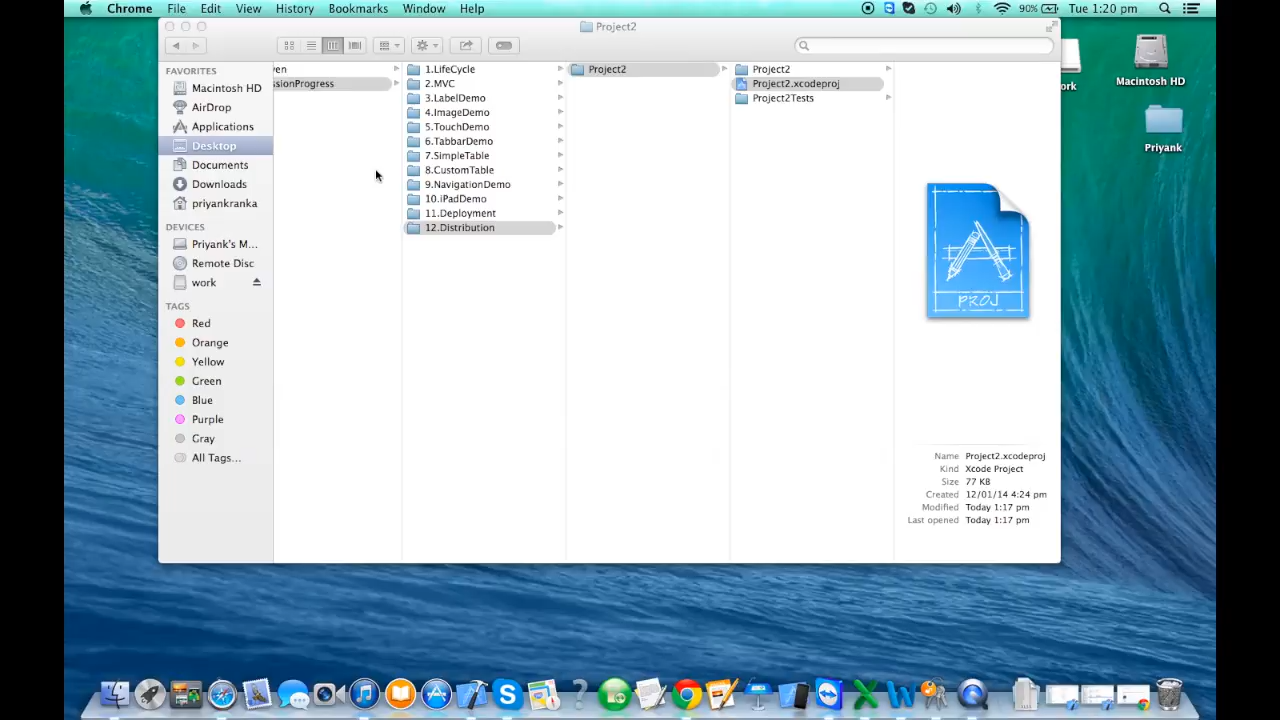 Chrome File Edit View History Bookmarks Window Help 90% Tue 1:20 pm
Project2
FAVORITES
Macintosh HD
AirDrop
Applications
Desktop
Documents
Downloads
priyankranka
DEVICES
Priyank's M...
Remote Disc
work
TAGS
Red
Orange
Yellow
Green
Blue
Purple
Gray
All Tags...
ven
ssionProgress
1.LifeCycle
2.MVC
3.LabelDemo
4.ImageDemo
5.TouchDemo
6.TabbarDemo
7.SimpleTable
8.CustomTable
9.NavigationDemo
10.iPadDemo
11.Deployment
12.Distribution
Project2
Project2
Project2.xcodeproj
Project2Tests
PROJ
Name Project2.xcodeproj
Kind Xcode Project
Size 77 KB
Created 12/01/14 4:24 pm
Modified Today 1:17 pm
Last opened Today 1:17 pm
ork
Macintosh HD
Priyank